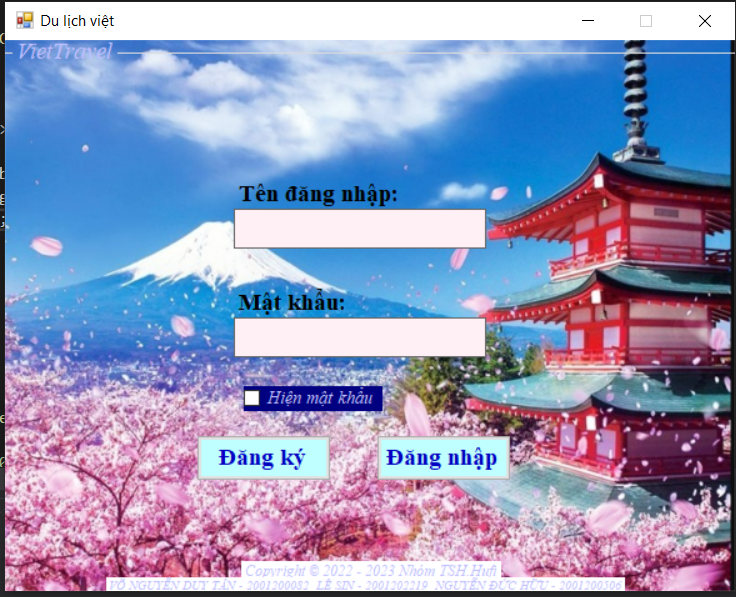 Du lịch việt
VietTravel
Tên đăng nhập:
Mật khẩu:
Hiện mật khẩu
Đăng ký
Đăng nhập
Copyright © 2022 - 2023 Nhóm TSH Hufi
VÕ NGUYỄN DUY TÂN - 2001200082 LÊ SIN - 2001202219 NGUYỄN ĐỨC HỮU - 2001200306